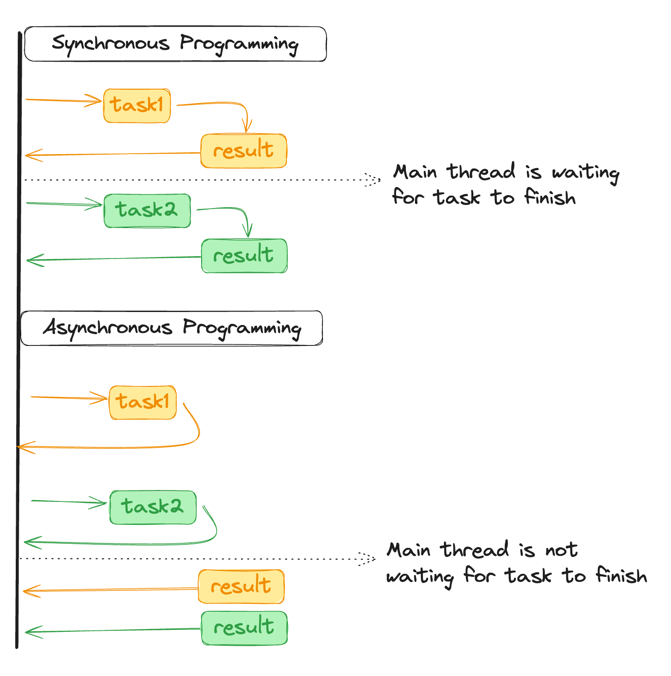 Synchronous Programming
task1
result
Main thread is waiting
for task to finish
task2
result
Asynchronous Programming
task1
task2
Main thread is not
waiting for task to finish
result
result